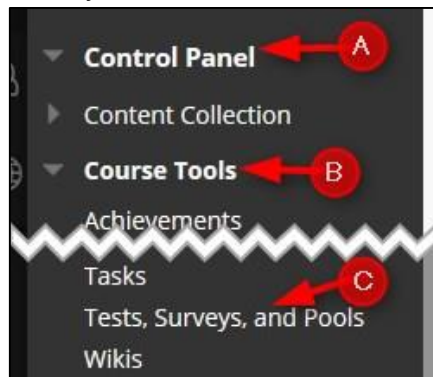 Control Panel
A
Content Collection
Course Tools
B
Achievements
Tasks
C
Tests, Surveys, and Pools
Wikis